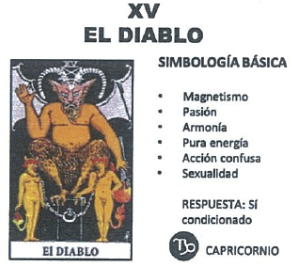 XV
EL DIABLO
SIMBOLOGÍA BÁSICA
• Magnetismo
• Pasión
• Armonía
• Pura energía
• Acción confusa
• Sexualidad
RESPUESTA: Sí
condicionado
CAPRICORNIO
El DIABLO